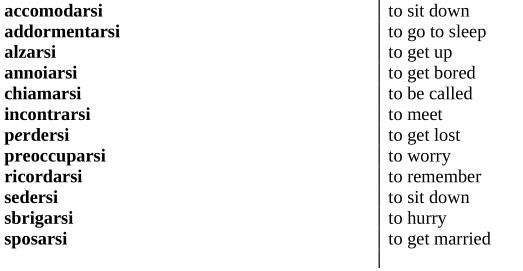 accomodarsi to sit down
addormentarsi to go to sleep
alzarsi to get up
annoiarsi to get bored
chiamarsi to be called
incontrarsi to meet
perdersi to get lost
preoccuparsi to worry
ricordarsi to remember
sedersi to sit down
sbrigarsi to hurry
sposarsi to get married